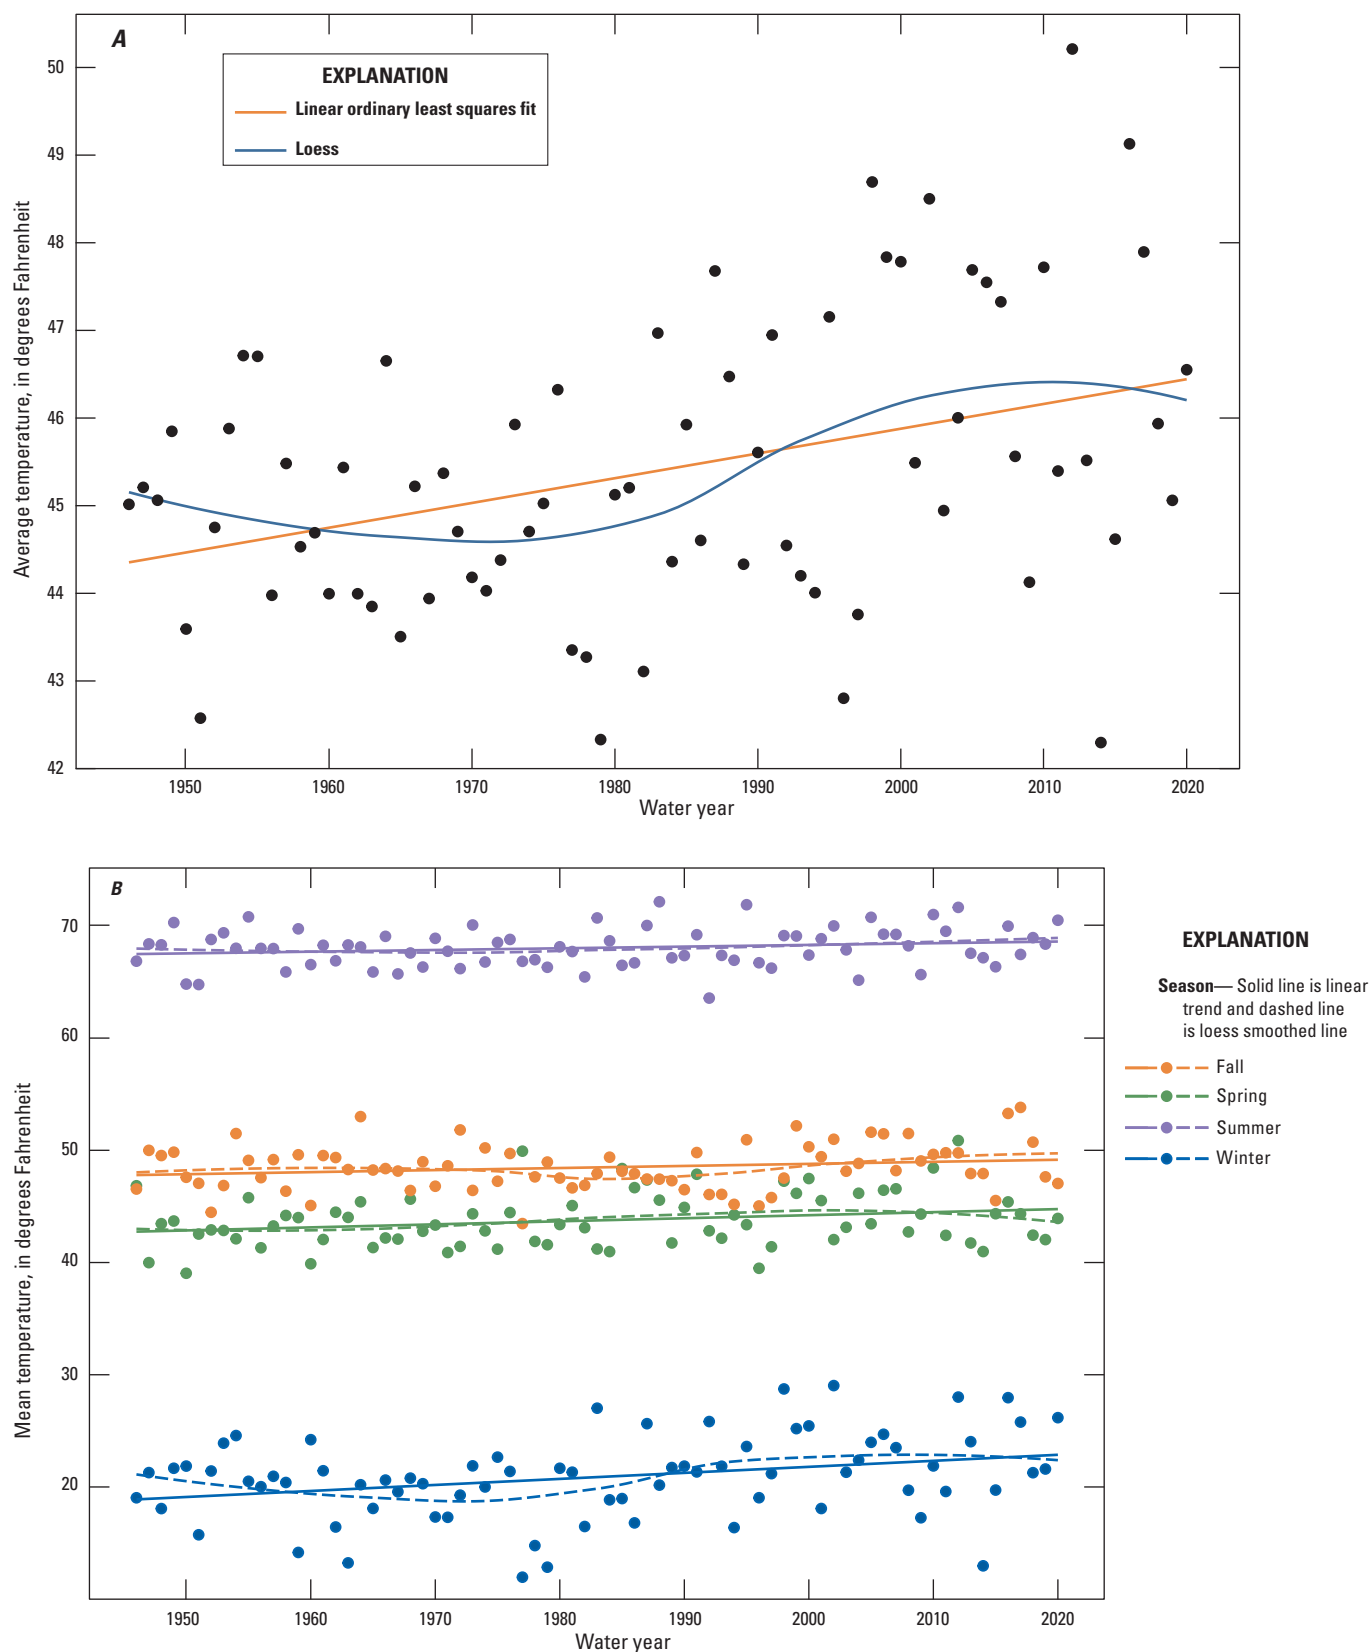 A
EXPLANATION
Linear ordinary least squares fit
Loess
Average temperature, in degrees Fahrenheit
50
49
48
47
46
45
44
43
42
1950 1960 1970 1980 1990 2000 2010 2020
Water year
B
Mean temperature, in degrees Fahrenheit
70
60
50
40
30
20
1950 1960 1970 1980 1990 2000 2010 2020
Water year
EXPLANATION
Season— Solid line is linear
trend and dashed line
is loess smoothed line
Fall
Spring
Summer
Winter